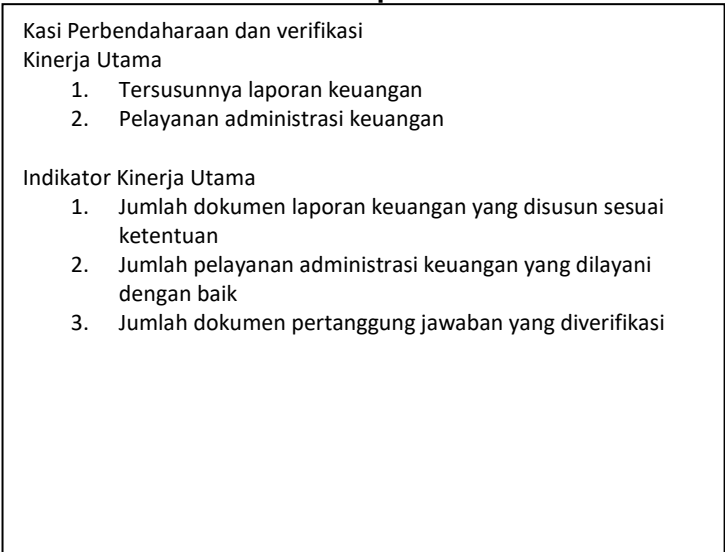 Kasi Perbendaharaan dan verifikasi
Kinerja Utama
1. Tersusunnya laporan keuangan
2. Pelayanan administrasi keuangan
Indikator Kinerja Utama
1. Jumlah dokumen laporan keuangan yang disusun sesuai
ketentuan
2. Jumlah pelayanan administrasi keuangan yang dilayani
dengan baik
3. Jumlah dokumen pertanggung jawaban yang diverifikasi